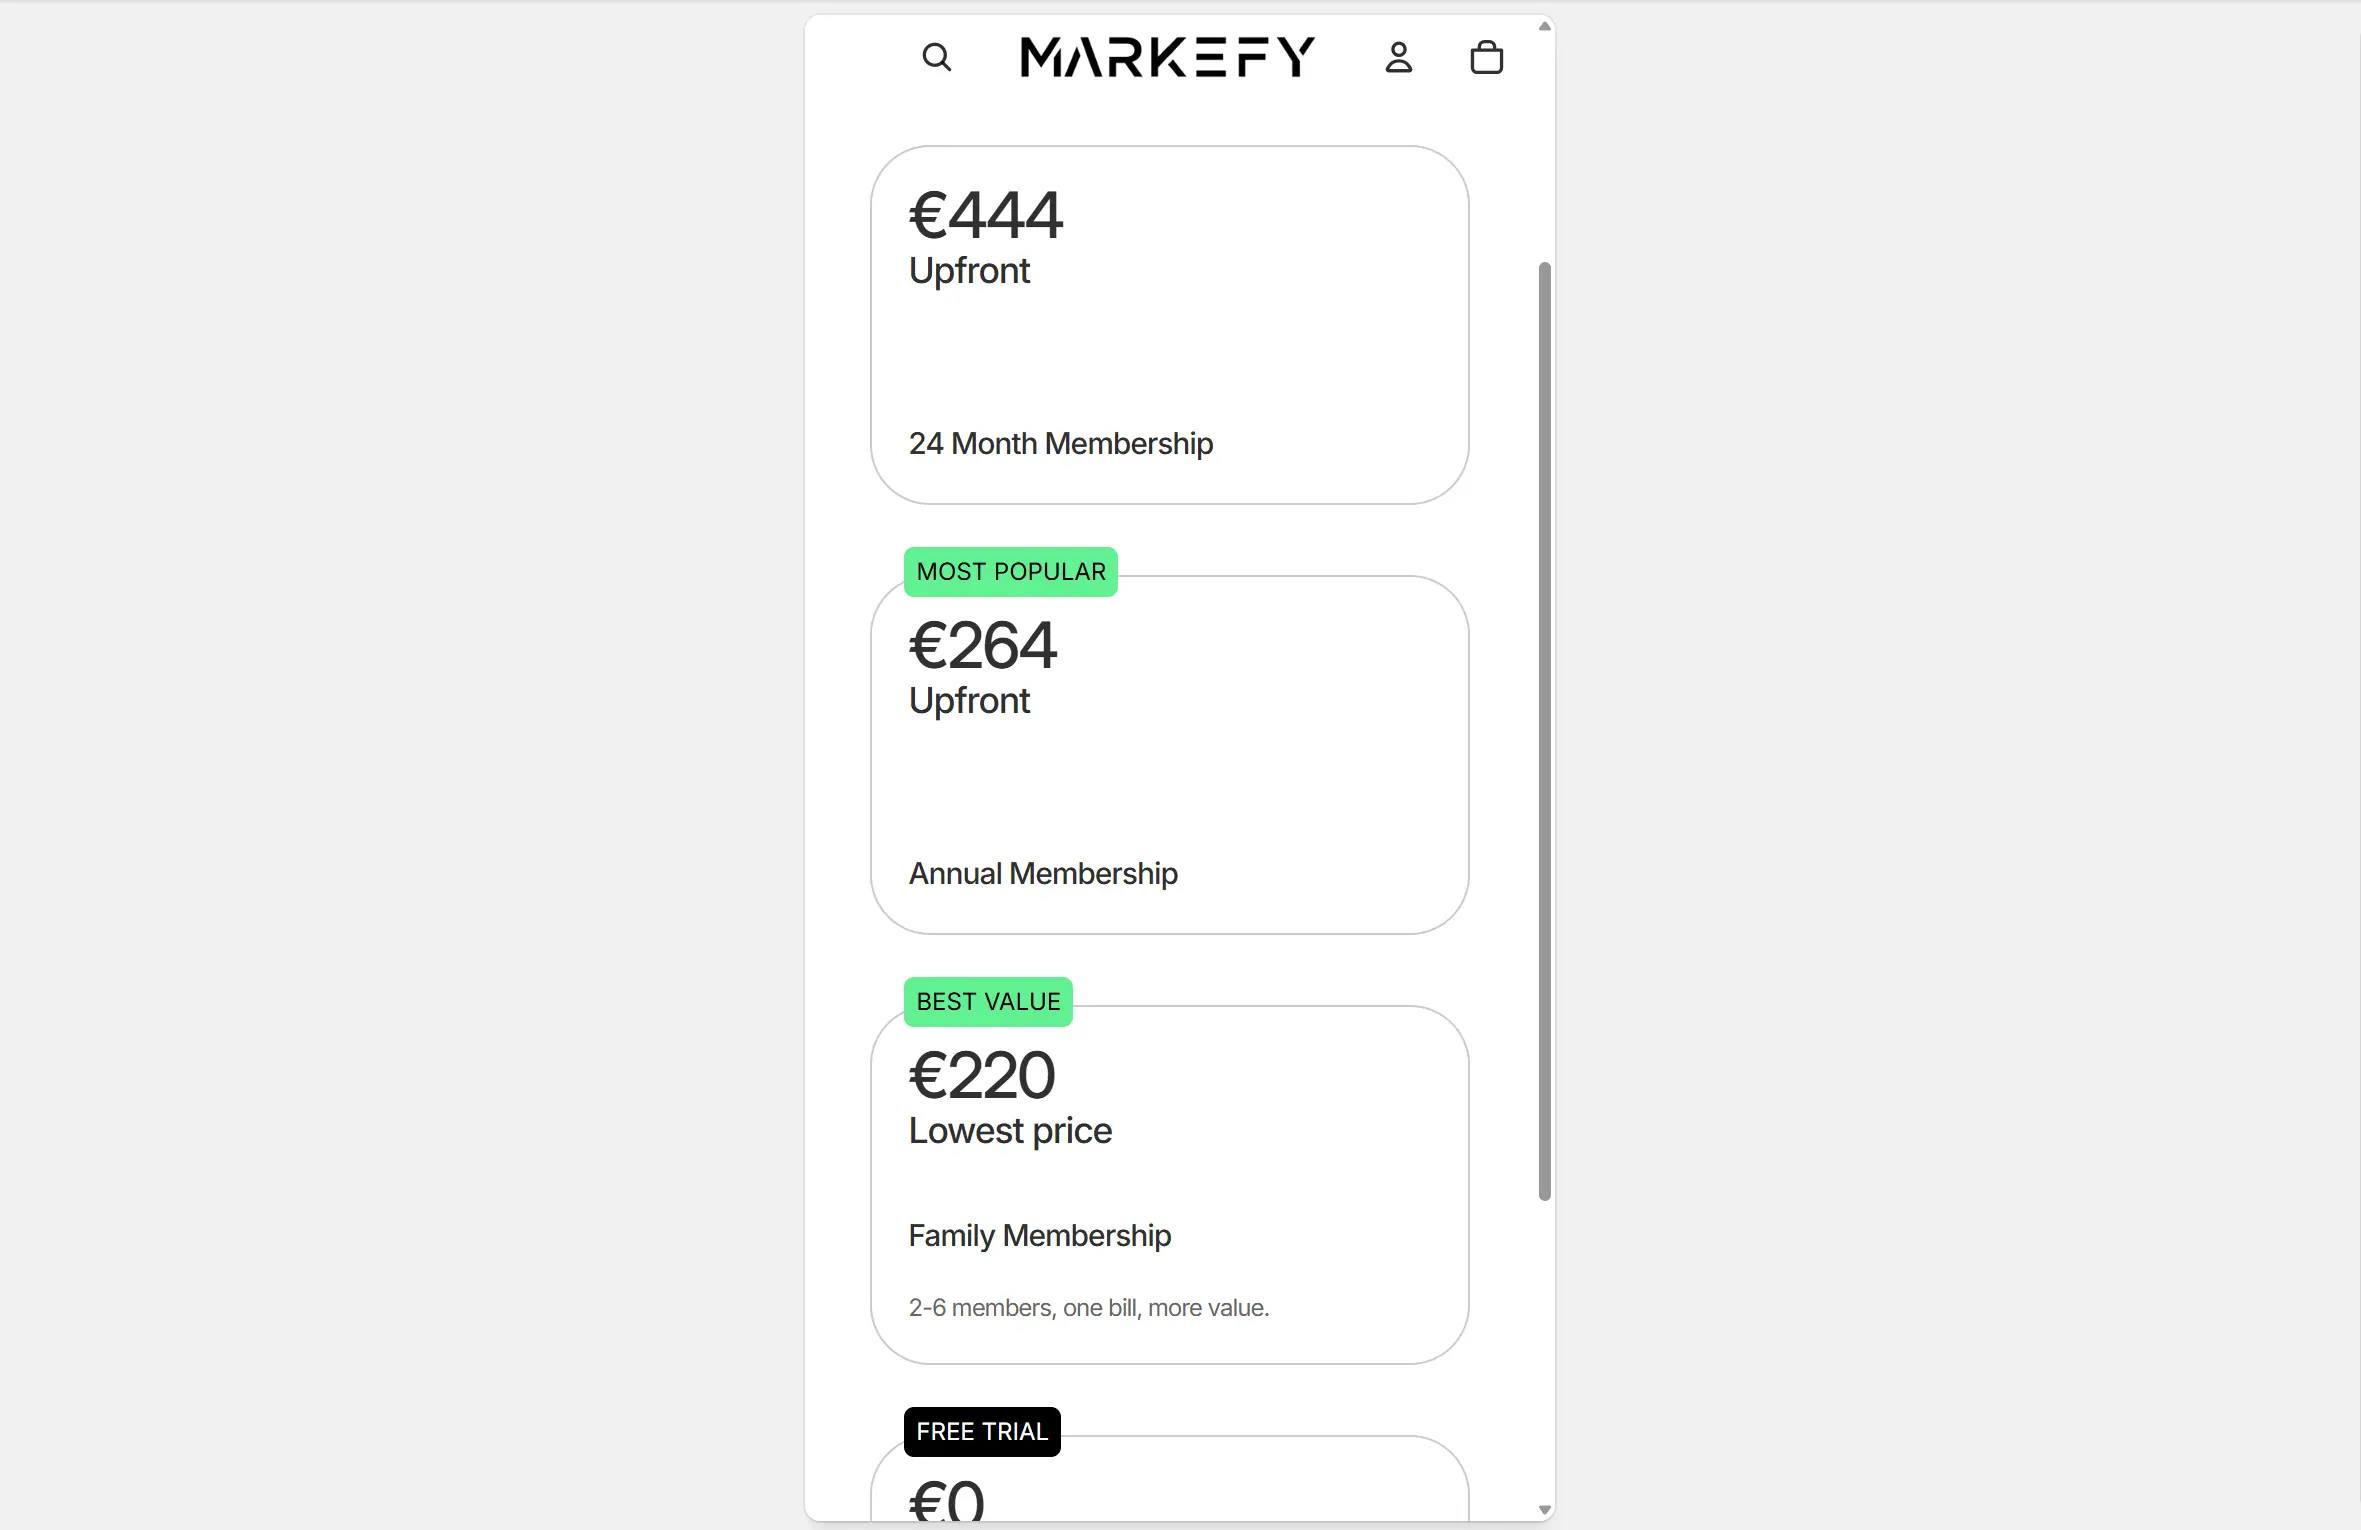 MARKEFY
€444
Upfront
24 Month Membership
MOST POPULAR
€264
Upfront
Annual Membership
BEST VALUE
€220
Lowest price
Family Membership
2-6 members, one bill, more value.
FREE TRIAL
€0